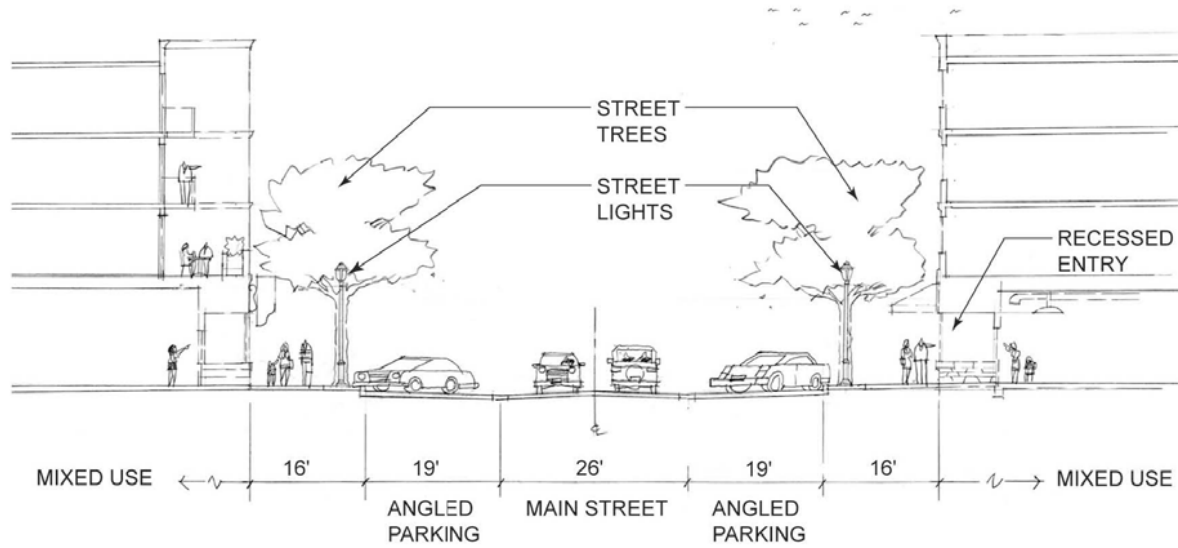 STREET
TREES
STREET
LIGHTS
RECESSED
ENTRY
MIXED USE
16'
19'
26'
19'
16'
MIXED USE
ANGLED
PARKING
MAIN STREET
ANGLED
PARKING